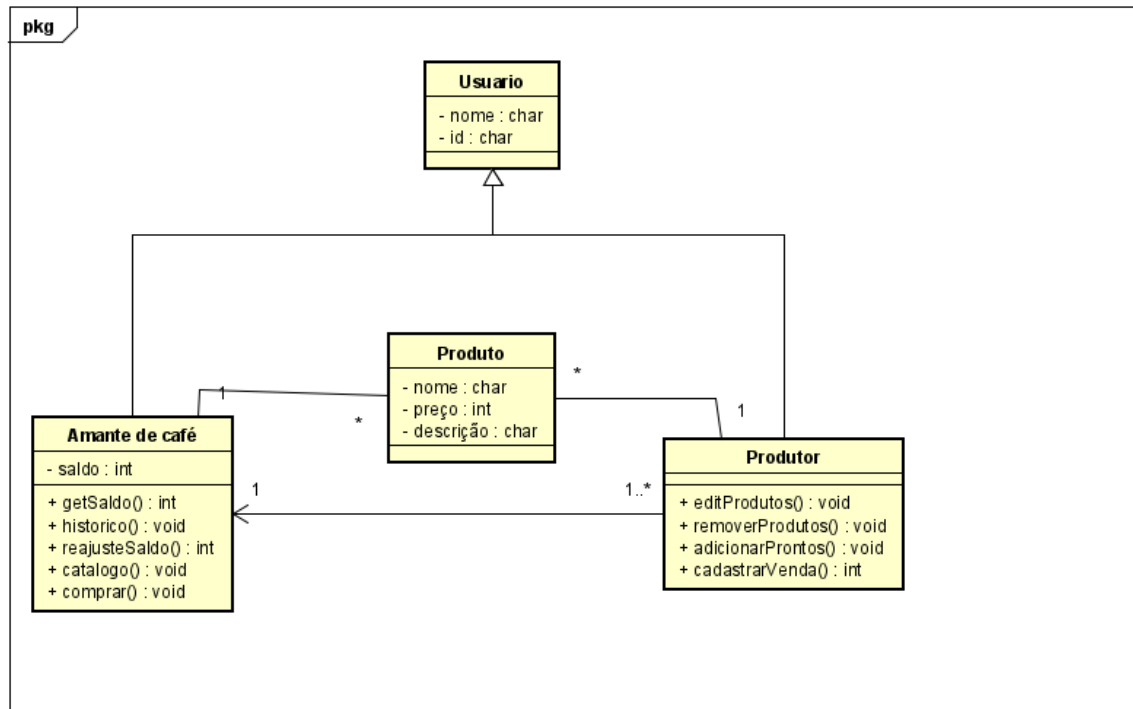 pkg
Usuario
- nome : char
- id : char
Produto
- nome : char
- preço : int
- descrição : char
1
*
*
1
Amante de café
- saldo : int
+ getSaldo() : int
+ historico() : void
+ reajusteSaldo() : int
+ catalogo() : void
+ comprar() : void
1
1..*
Produtor
+ editProdutos() : void
+ removerProdutos() : void
+ adicionarProntos() : void
+ cadastrarVenda() : int